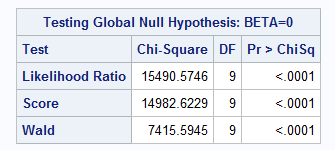 Testing Global Null Hypothesis: BETA=0
Test Chi-Square DF Pr > ChiSq
Likelihood Ratio 15490.5746 9 <.0001
Score 14982.6229 9 <.0001
Wald 7415.5945 9 <.0001